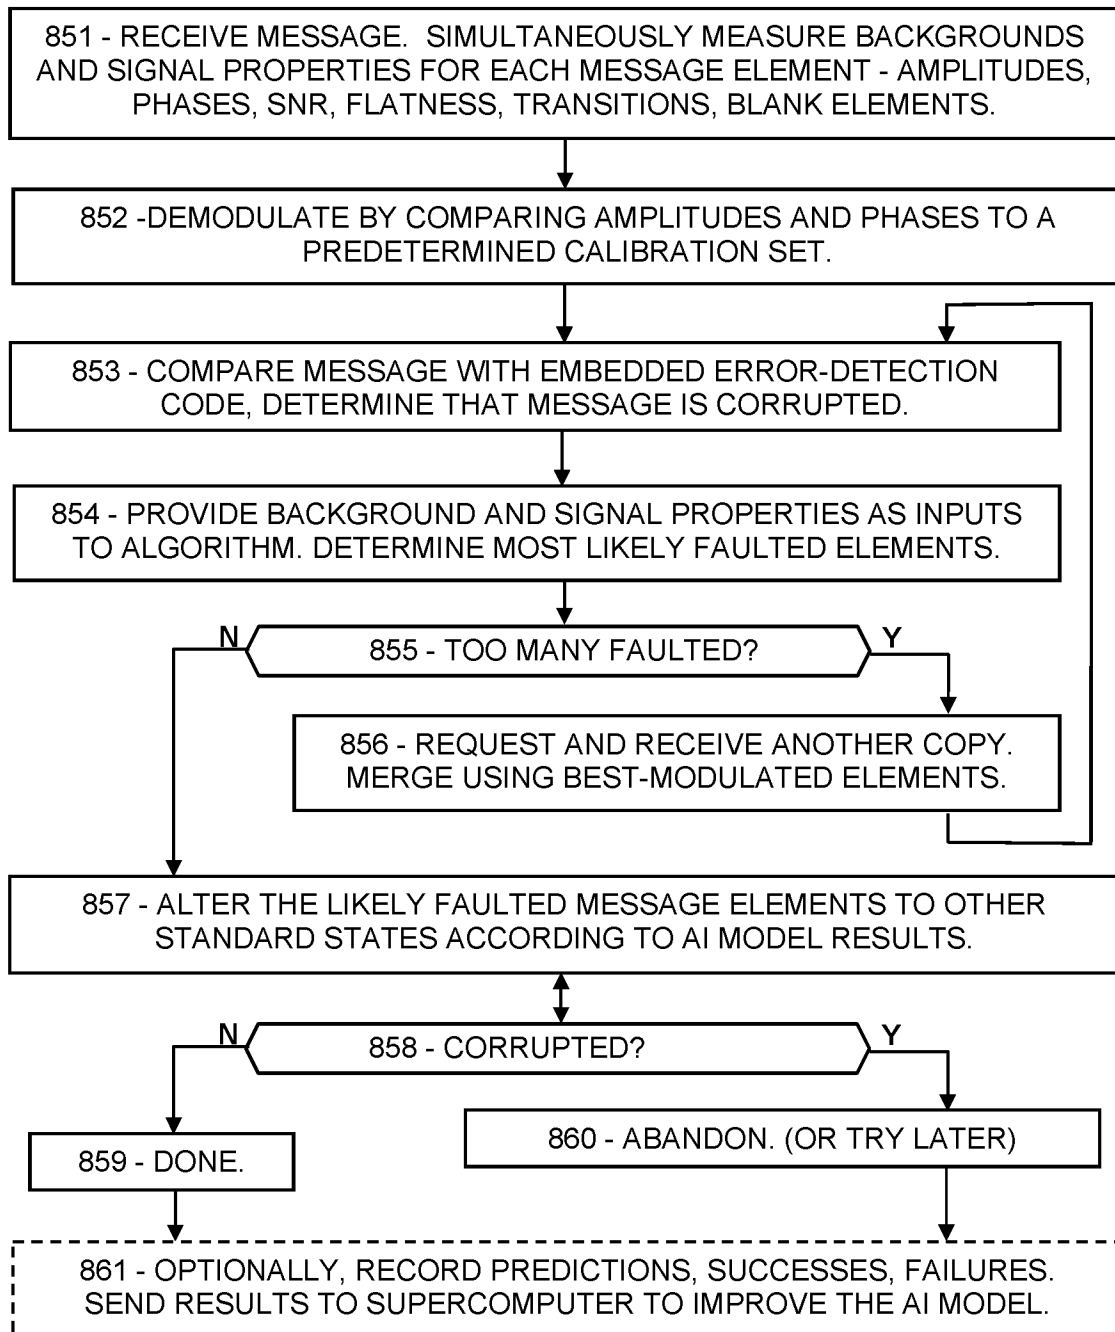 851 - RECEIVE MESSAGE.  SIMULTANEOUSLY MEASURE BACKGROUNDS
AND SIGNAL PROPERTIES FOR EACH MESSAGE ELEMENT - AMPLITUDES,
PHASES, SNR, FLATNESS, TRANSITIONS, BLANK ELEMENTS.
852 -DEMODULATE BY COMPARING AMPLITUDES AND PHASES TO A
PREDETERMINED CALIBRATION SET.
853 - COMPARE MESSAGE WITH EMBEDDED ERROR-DETECTION
CODE, DETERMINE THAT MESSAGE IS CORRUPTED.
854 - PROVIDE BACKGROUND AND SIGNAL PROPERTIES AS INPUTS
TO ALGORITHM. DETERMINE MOST LIKELY FAULTED ELEMENTS.
N
855 - TOO MANY FAULTED?
Y
856 - REQUEST AND RECEIVE ANOTHER COPY.
MERGE USING BEST-MODULATED ELEMENTS.
857 - ALTER THE LIKELY FAULTED MESSAGE ELEMENTS TO OTHER
STANDARD STATES ACCORDING TO AI MODEL RESULTS.
N
858 - CORRUPTED?
Y
859 - DONE.
860 - ABANDON. (OR TRY LATER)
861 - OPTIONALLY, RECORD PREDICTIONS, SUCCESSES, FAILURES.
SEND RESULTS TO SUPERCOMPUTER TO IMPROVE THE AI MODEL.